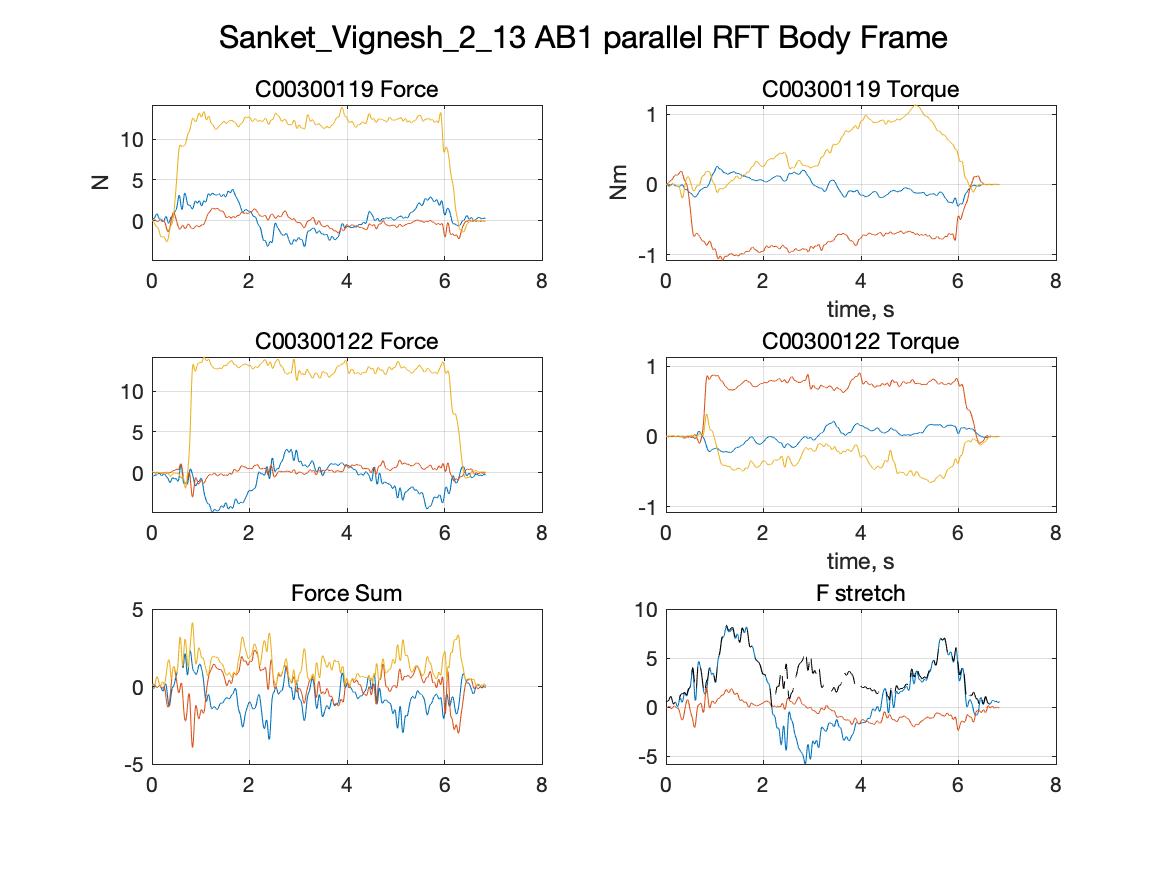 Sanket_Vignesh_2_13 AB1 parallel RFT Body Frame
C00300119 Force
N
10
5
0
0 2 4 6 8
C00300119 Torque
Nm
1
0
-1
0 2 4 6 8
time, s
C00300122 Force
10
5
0
0 2 4 6 8
C00300122 Torque
1
0
-1
0 2 4 6 8
time, s
Force Sum
5
0
-5
0 2 4 6 8
F stretch
10
5
0
-5
0 2 4 6 8